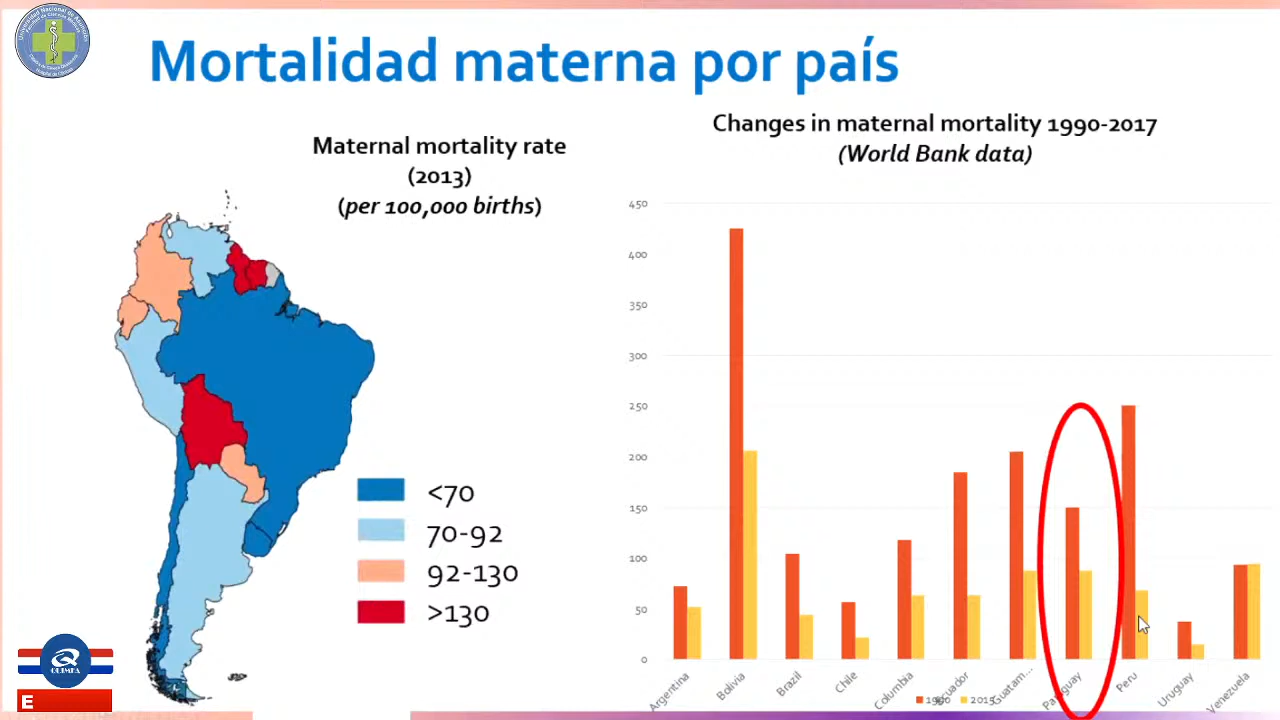 Mortalidad materna por país
Maternal mortality rate
(2013)
(per 100,000 births)
<70
70-92
92-130
>130
Changes in maternal mortality 1990-2017
(World Bank data)
450
400
350
300
250
200
150
100
50
0
Argentina
Bolivia
Brazil
Chile
Columbia
Guatam...
Paraguay
Peru
Uruguay
Venezuela
1990
2015
QUIMFA
E